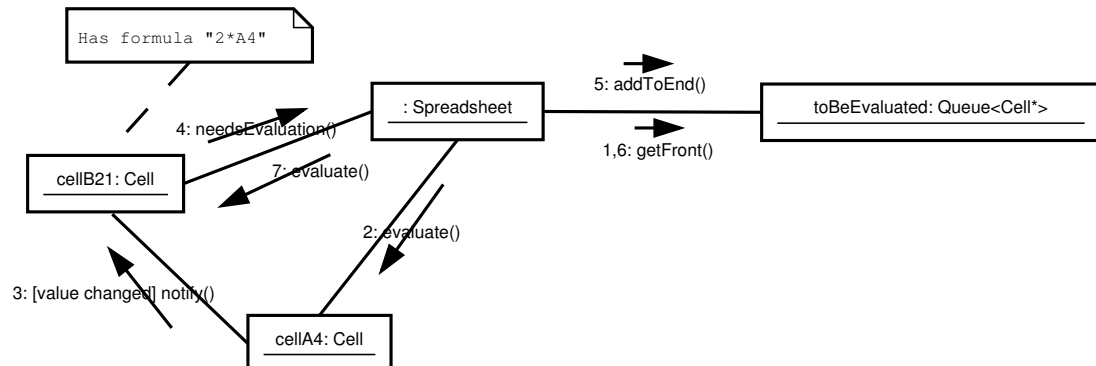 Has formula "2*A4"
5: addToEnd()
: Spreadsheet
toBeEvaluated: Queue<Cell*>
4: needsEvaluation()
1,6: getFront()
7: evaluate()
cellB21: Cell
2: evaluate()
3: [value changed] notify()
cellA4: Cell